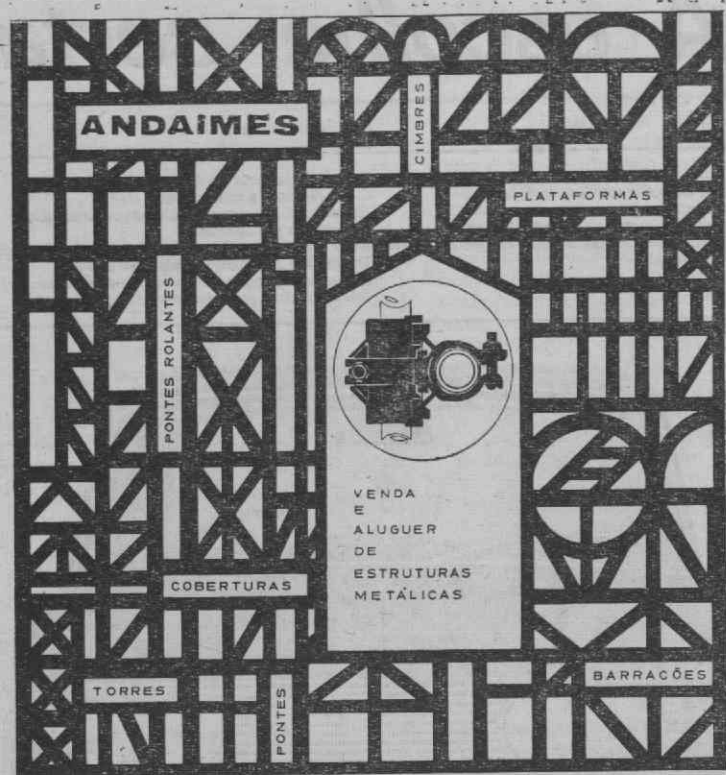 ANDAIMES
CIMBRES
PLATAFORMAS
PONTES ROLANTES
VENDA
E
ALUGUER
DE
ESTRUTURAS
METÁLICAS
COBERTURAS
TORRES
PONTES
BARRACÕES